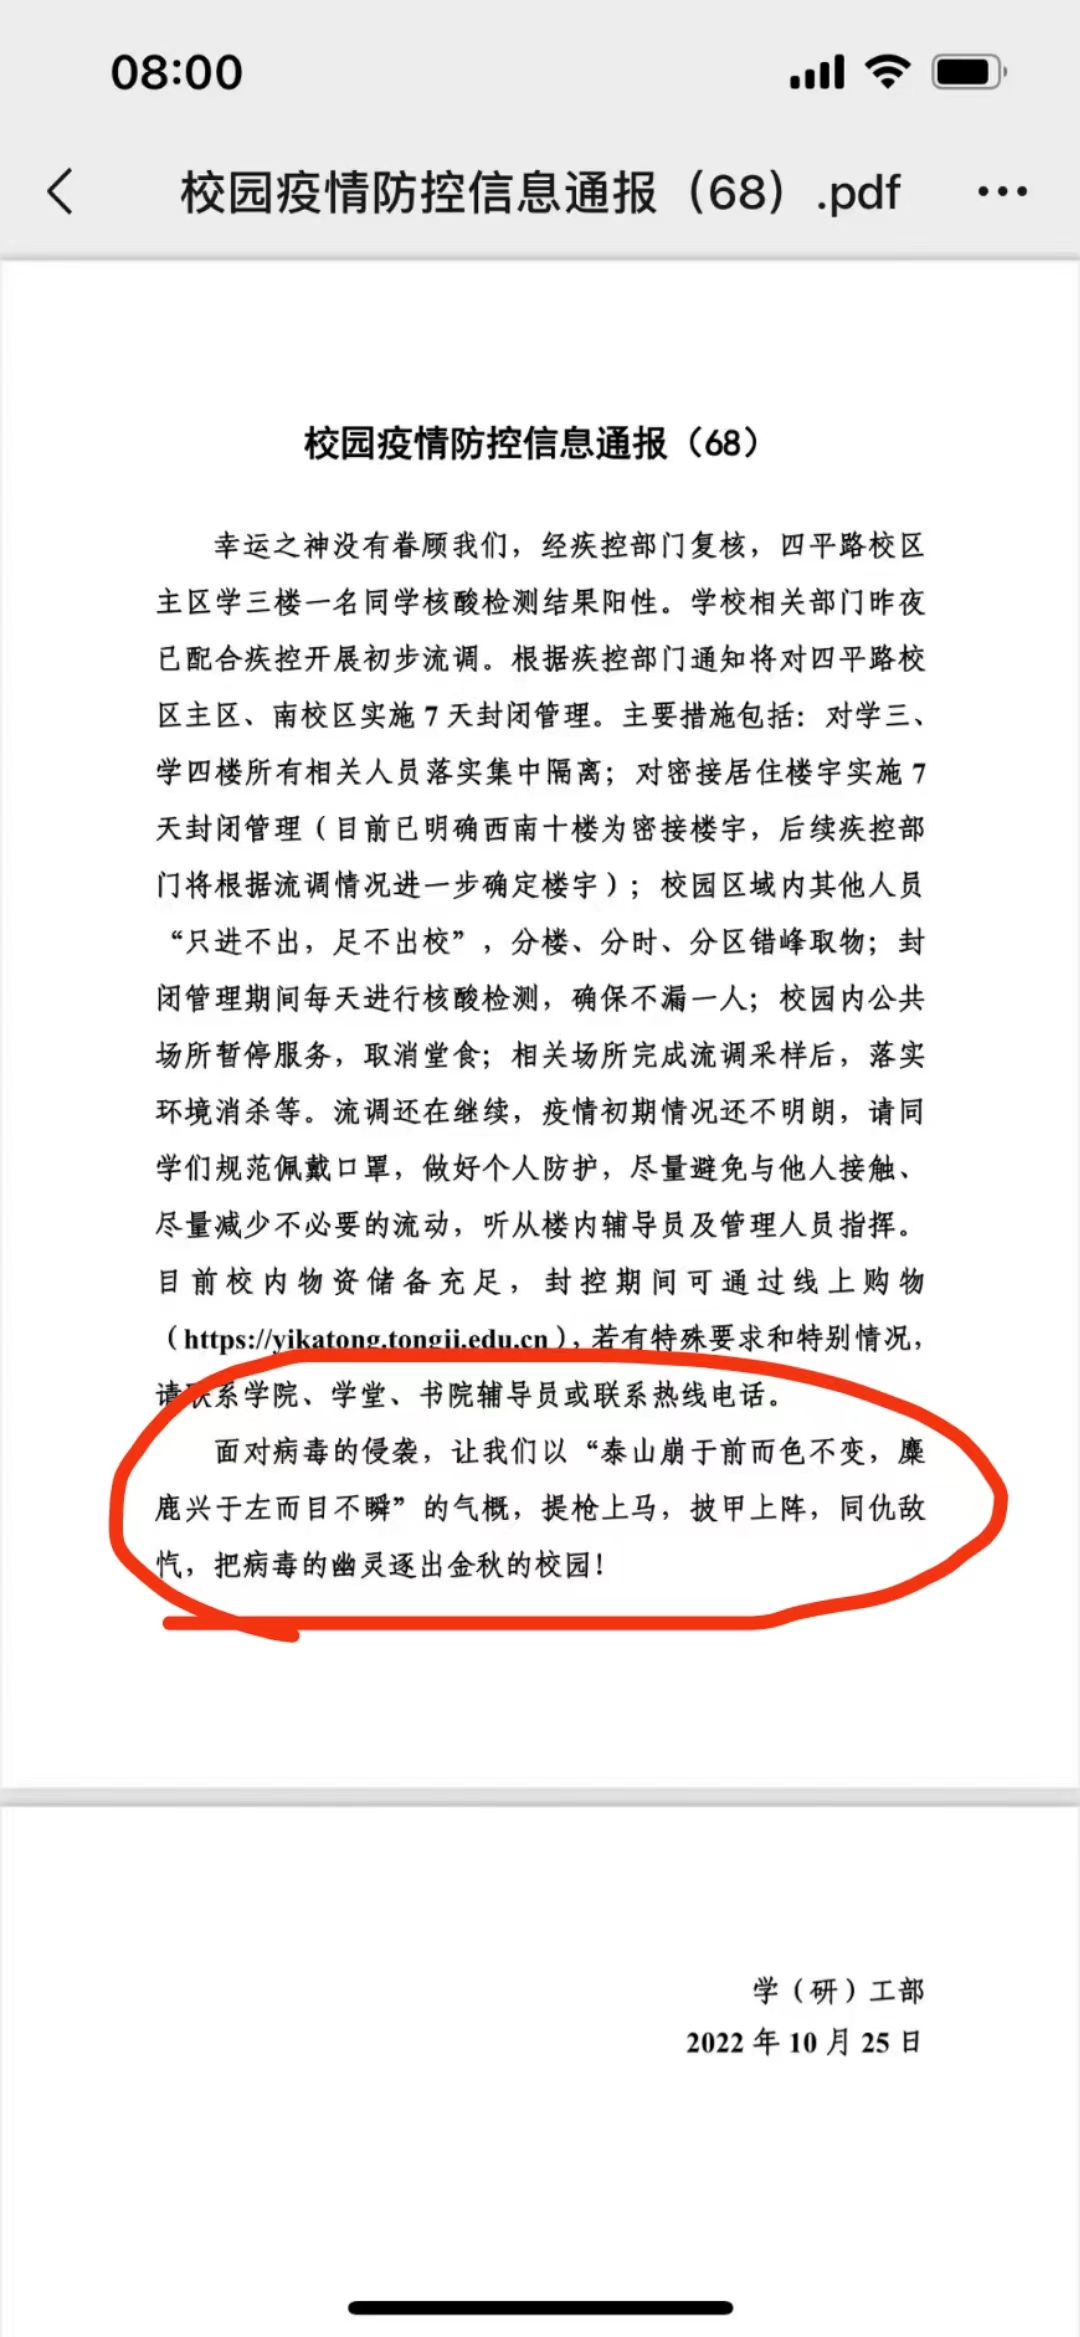 08:00
校园疫情防控信息通报（68）.pdf
校园疫情防控信息通报（68）
幸运之神没有眷顾我们，经疾控部门复核，四平路校区
主区学三楼一名同学核酸检测结果阳性。学校相关部门昨夜
已配合疾控开展初步流调。根据疾控部门通知将对四平路校
区主区、南校区实施 7 天封闭管理。主要措施包括：对学三、
学四楼所有相关人员落实集中隔离；对密接居住楼宇实施 7
天封闭管理（目前已明确西南十楼为密接楼宇，后续疾控部
门将根据流调情况进一步确定楼宇）；校园区域内其他人员
“只进不出，足不出校”，分楼、分时、分区错峰取物；封
闭管理期间每天进行核酸检测，确保不漏一人；校园内公共
场所暂停服务，取消堂食；相关场所完成流调采样后，落实
环境消杀等。流调还在继续，疫情初期情况还不明朗，请同
学们规范佩戴口罩，做好个人防护，尽量避免与他人接触、
尽量减少不必要的流动，听从楼内辅导员及管理人员指挥。
目前校内物资储备充足，封控期间可通过线上购物
（https://yikatong.tongji.edu.cn），若有特殊要求和特别情况，
请联系学院、学堂、书院辅导员或联系热线电话。
面对病毒的侵袭，让我们以“泰山崩于前而色不变，麋
鹿兴于左而目不瞬”的气概，提枪上马，披甲上阵，同仇敌
忾，把病毒的幽灵逐出金秋的校园！
学（研）工部
2022 年 10 月 25 日